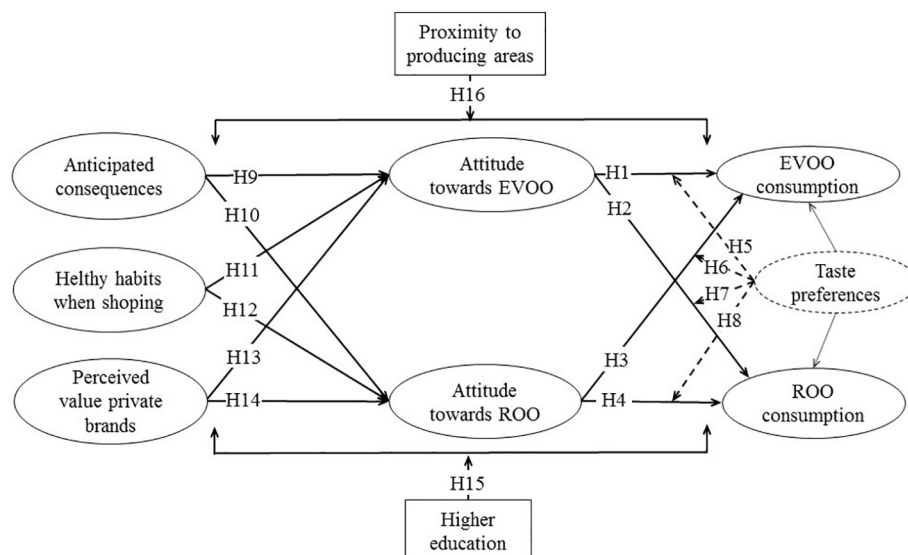 Proximity to
producing areas
H16
Anticipated
consequences
H9
Attitude
towards EVOO
H1
EVOO
consumption
H10
H2
H5
Helthy habits
when shoping
H11
H6
Taste
preferences
H12
H7
H8
H13
H3
Perceived
value private
brands
H14
Attitude
towards ROO
H4
ROO
consumption
H15
Higher
education